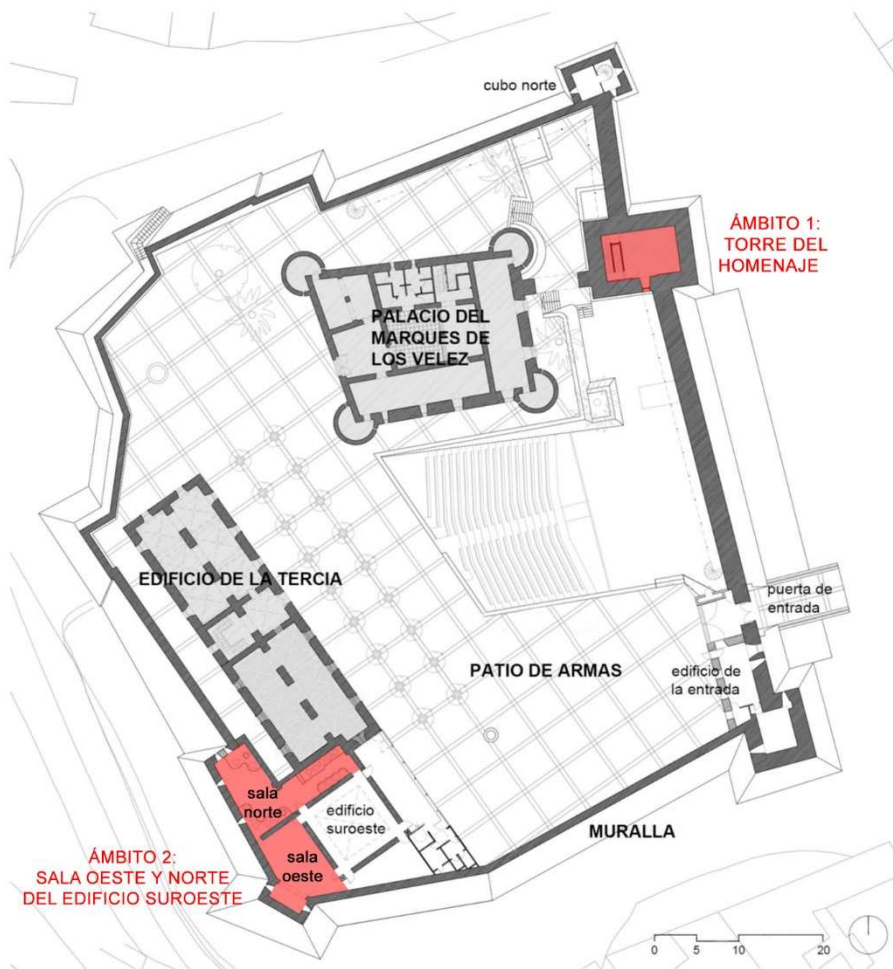 cubo norte
ÁMBITO 1:
TORRE DEL
HOMENAJE
PALACIO DEL
MARQUES DE
LOS VELEZ
EDIFICIO DE LA TERCIA
puerta de
entrada
PATIO DE ARMAS
edificio de
la entrada
sala
norte
edificio
suroeste
MURALLA
sala
oeste
ÁMBITO 2:
SALA OESTE Y NORTE
DEL EDIFICIO SUROESTE
0 5 10 20